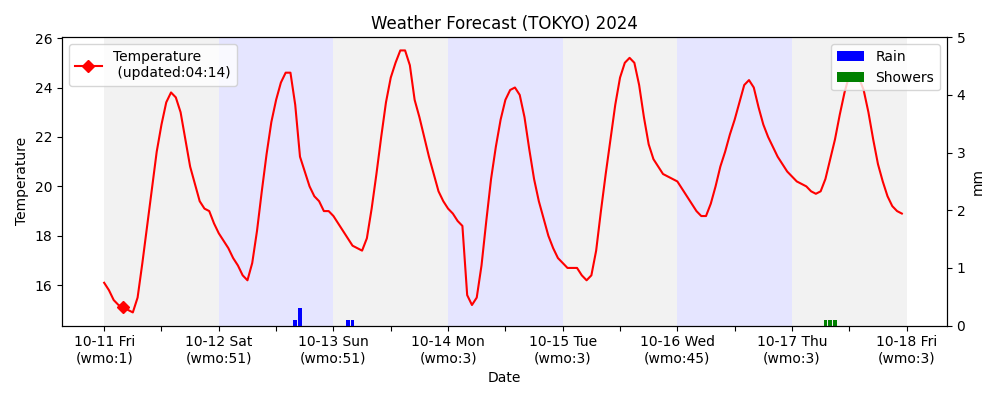 Weather Forecast (TOKYO) 2024
Temperature
(updated:04:14)
Rain
Showers
Temperature
26
24
22
20
18
16
5
4
3
2
1
0
mm
10-11 Fri
(wmo:1)
10-12 Sat
(wmo:51)
10-13 Sun
(wmo:51)
10-14 Mon
(wmo:3)
10-15 Tue
(wmo:3)
10-16 Wed
(wmo:45)
10-17 Thu
(wmo:3)
10-18 Fri
(wmo:3)
Date